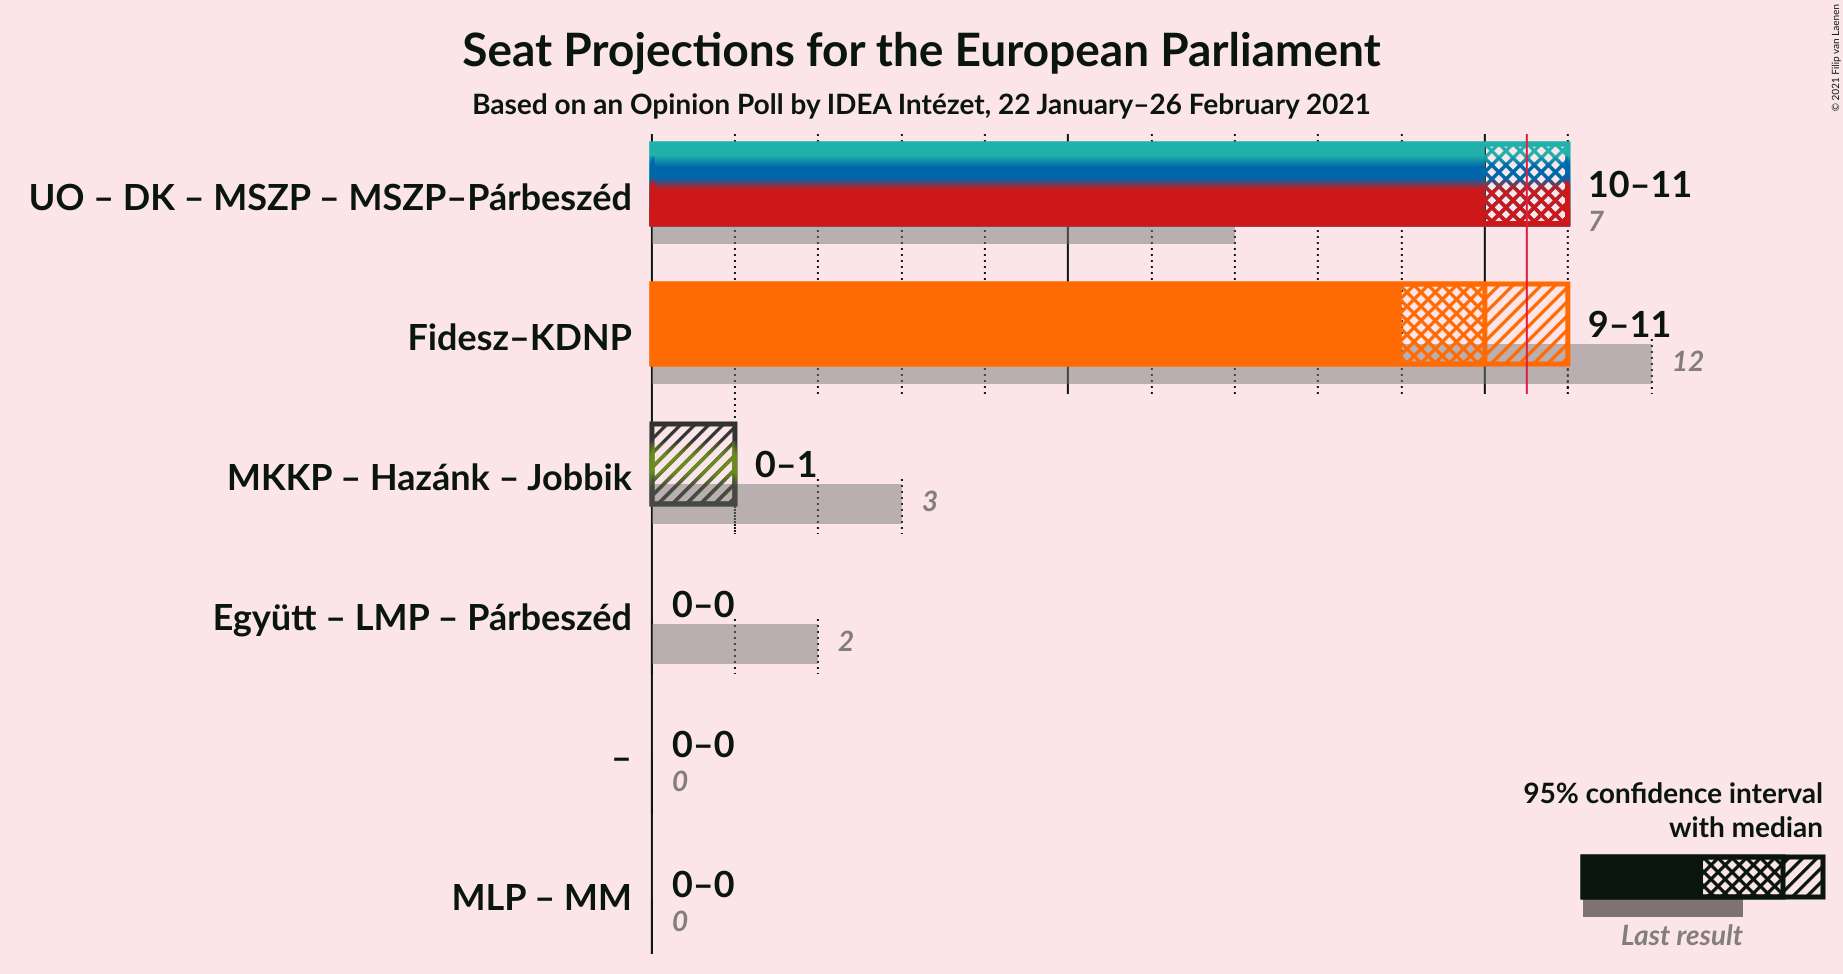 Seat Projections for the European Parliament
Based on an Opinion Poll by IDEA Intézet, 22 January–26 February 2021
© 2021 Filip van Laenen
UO – DK – MSZP – MSZP–Párbeszéd
10–11
7
Fidesz–KDNP
9–11
12
MKKP – Hazánk – Jobbik
0–1
3
Együtt – LMP – Párbeszéd
0–0
2
–
0–0
0
MLP – MM
0–0
0
95% confidence interval
with median
Last result